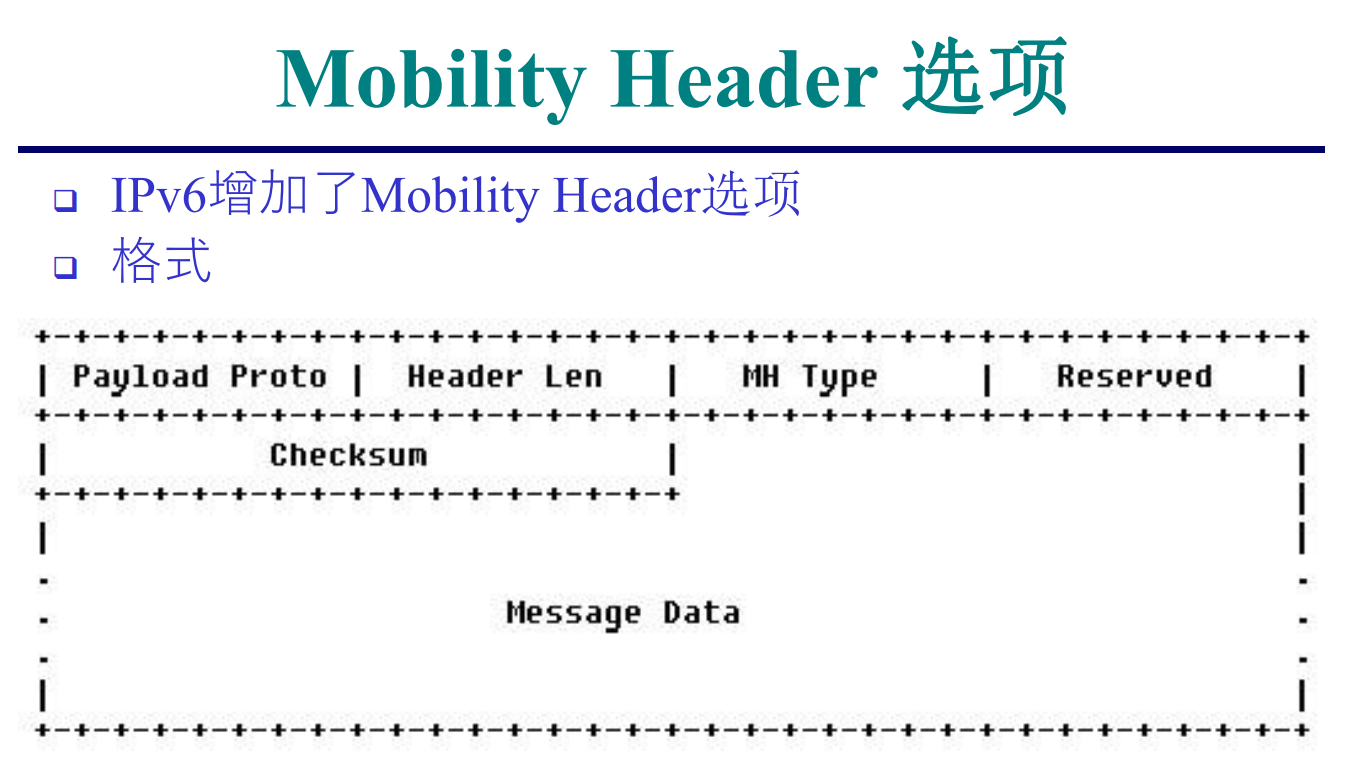 Mobility Header 选项
IPv6增加了Mobility Header选项
格式
+-+-+-+-+-+-+-+-+-+-+-+-+-+-+-+-+-+-+-+-+-+-+-+-+-+-+-+-+-+-+-+-+
| Payload Proto |  Header Len   |   MH Type     |   Reserved    |
+-+-+-+-+-+-+-+-+-+-+-+-+-+-+-+-+-+-+-+-+-+-+-+-+-+-+-+-+-+-+-+-+
|           Checksum            |                               |
+-+-+-+-+-+-+-+-+-+-+-+-+-+-+-+-+                               |
|                                                               |
.                                                               .
.                       Message Data                            .
.                                                               .
|                                                               |
+-+-+-+-+-+-+-+-+-+-+-+-+-+-+-+-+-+-+-+-+-+-+-+-+-+-+-+-+-+-+-+-+